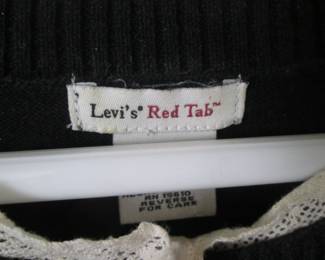 Levi's® Red Tab™
RN 15610
REVERSE
FOR CARE